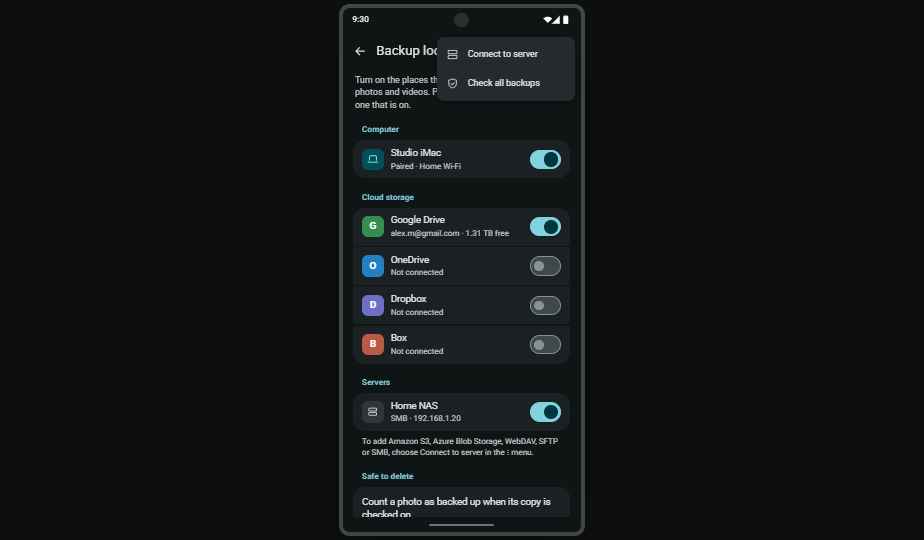 9:30
Backup loc
Connect to server
Check all backups
Turn on the places th
photos and videos. P
one that is on.
Computer
Studio iMac
Paired · Home Wi-Fi
Cloud storage
G
Google Drive
alex.m@gmail.com · 1.31 TB free
O
OneDrive
Not connected
D
Dropbox
Not connected
B
Box
Not connected
Servers
Home NAS
SMB · 192.168.1.20
To add Amazon S3, Azure Blob Storage, WebDAV, SFTP
or SMB, choose Connect to server in the ⋮ menu.
Safe to delete
Count a photo as backed up when its copy is
checked on